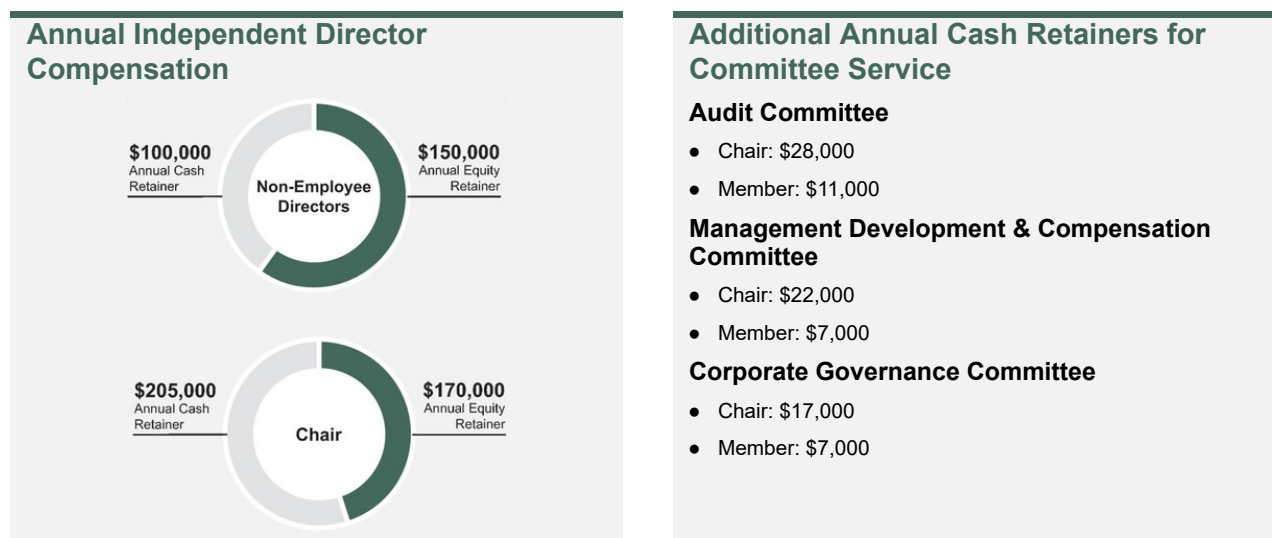 Annual Independent Director
Compensation
$100,000
Annual Cash
Retainer
Non-Employee
Directors
$150,000
Annual Equity
Retainer
$205,000
Annual Cash
Retainer
Chair
$170,000
Annual Equity
Retainer
Additional Annual Cash Retainers for
Committee Service
Audit Committee
● Chair: $28,000
● Member: $11,000
Management Development & Compensation
Committee
● Chair: $22,000
● Member: $7,000
Corporate Governance Committee
● Chair: $17,000
● Member: $7,000